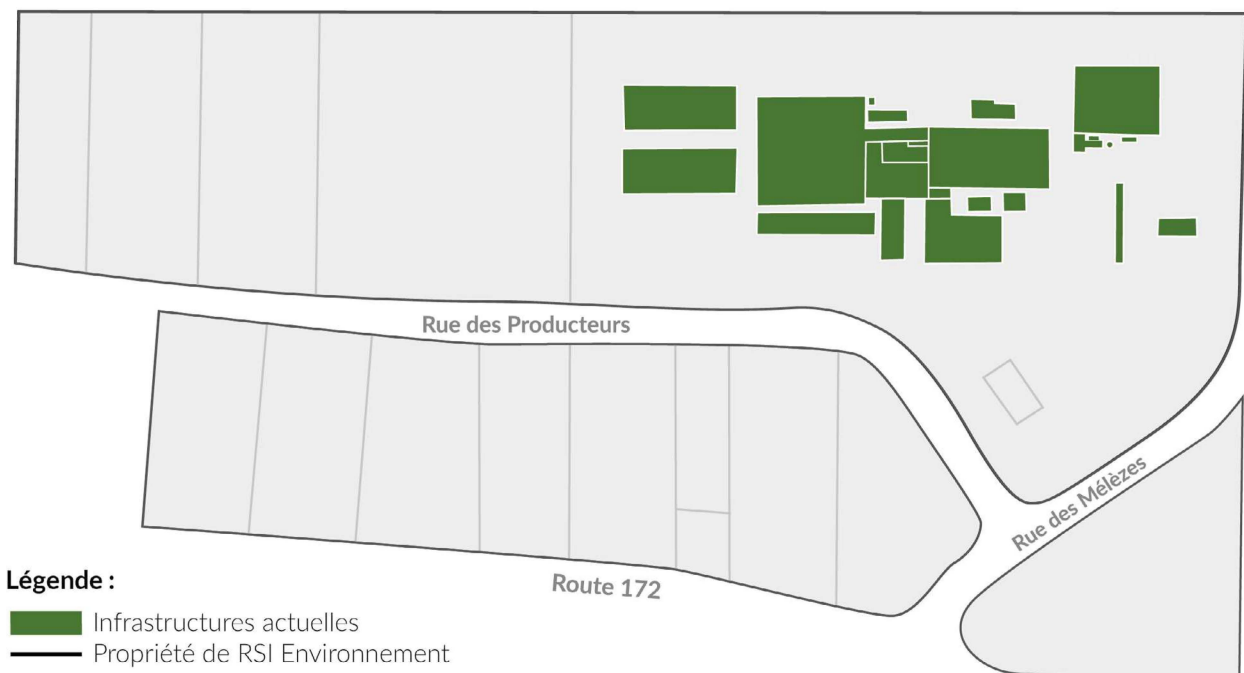 Rue des Producteurs
Rue des Mélèzes
Route 172
Légende :
Infrastructures actuelles
Propriété de RSI Environnement